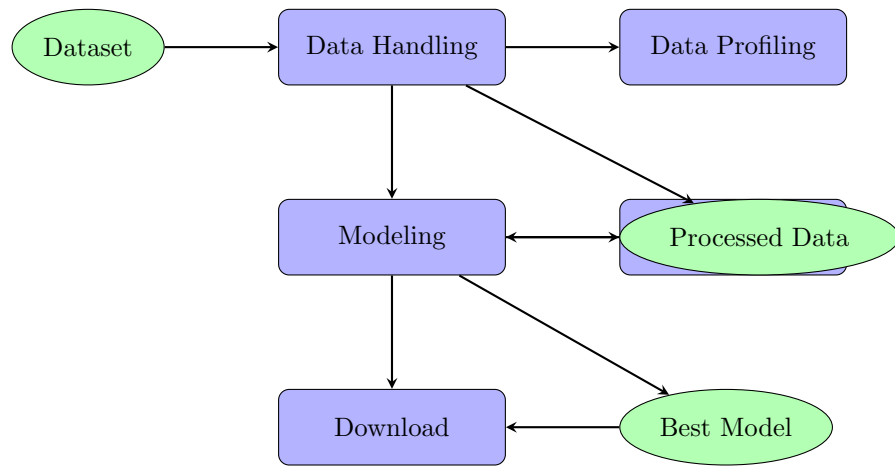 Dataset
Data Handling
Data Profiling
Modeling
Processed Data
Download
Best Model